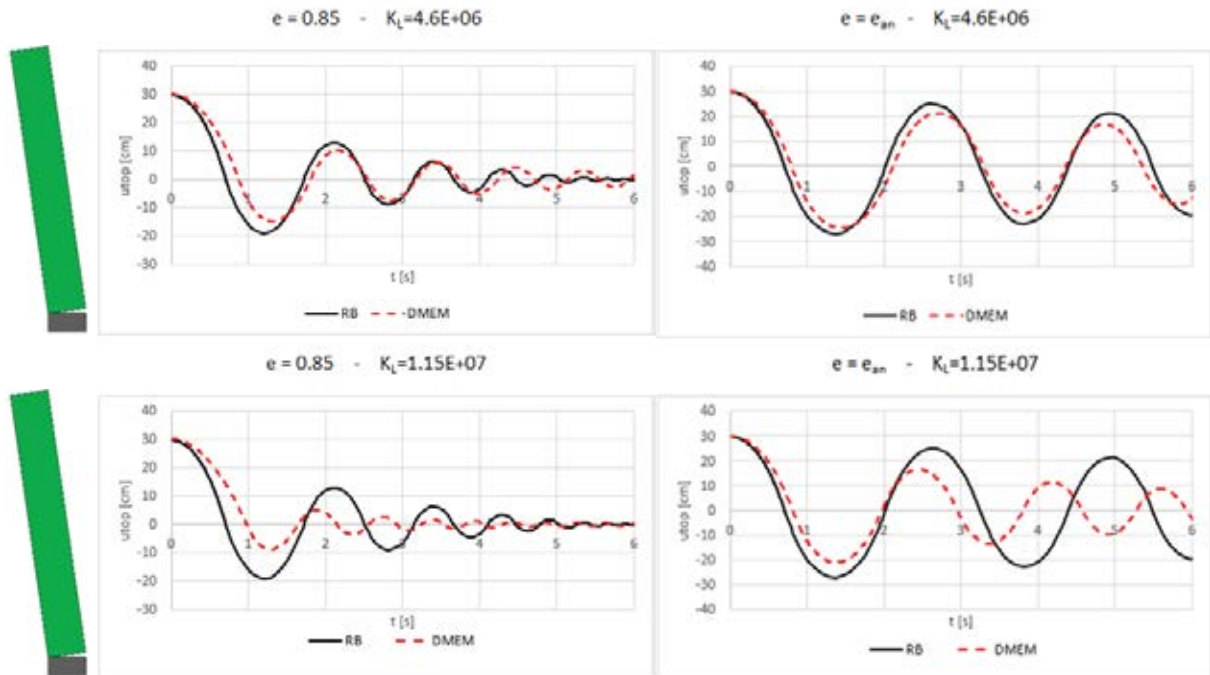 e = 0.85 - K_L=4.6E+06
e = e_an - K_L=4.6E+06
40
30
20
10
0
-10
-20
-30
utop [cm]
0 1 2 3 4 5 6
t [s]
RB DMEM
40
30
20
10
0
-10
-20
-30
-40
utop [cm]
0 1 2 3 4 5 6
t [s]
RB DMEM
e = 0.85 - K_L=1.15E+07
e = e_an - K_L=1.15E+07
40
30
20
10
0
-10
-20
-30
utop [cm]
0 1 2 3 4 5 6
t [s]
RB DMEM
40
30
20
10
0
-10
-20
-30
-40
utop [cm]
0 1 2 3 4 5 6
t [s]
RB DMEM